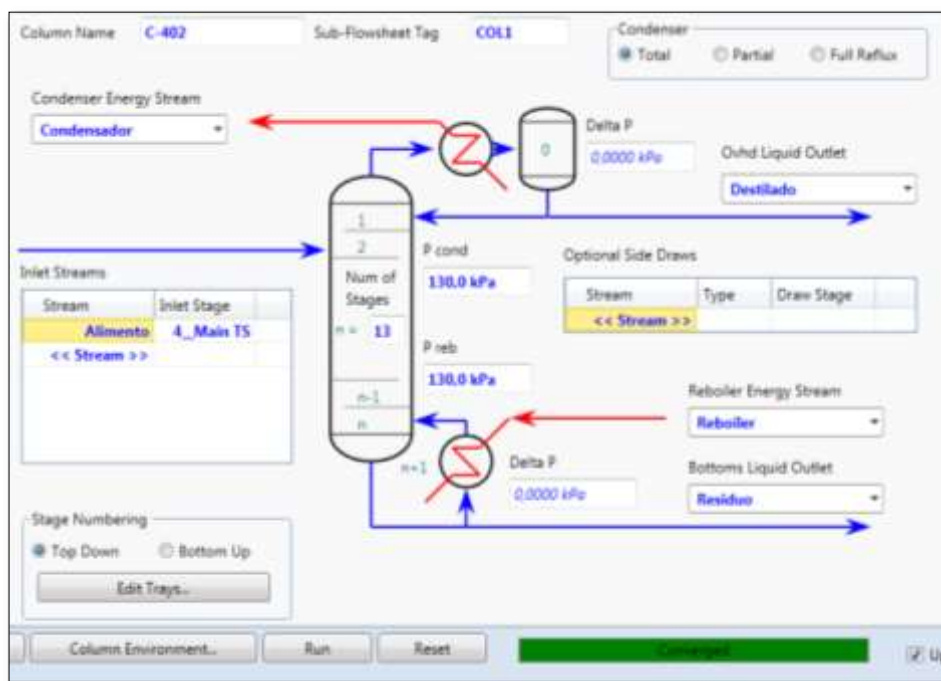 Column Name C-402 Sub-Flowsheet Tag COL1
Condenser
Total Partial Full Reflux
Condenser Energy Stream
Condensador
Delta P
0,0000 kPa
0
Ovhd Liquid Outlet
Destilado
1
2
Num of
Stages
n = 13
n-1
n
n+1
P cond
130,0 kPa
P reb
130,0 kPa
Inlet Streams
Stream Inlet Stage
Alimento 4__Main TS
<< Stream >>
Optional Side Draws
Stream Type Draw Stage
<< Stream >>
Reboiler Energy Stream
Reboiler
Delta P
0,0000 kPa
Bottoms Liquid Outlet
Residuo
Stage Numbering
Top Down Bottom Up
Edit Trays...
Column Environment... Run Reset Converged